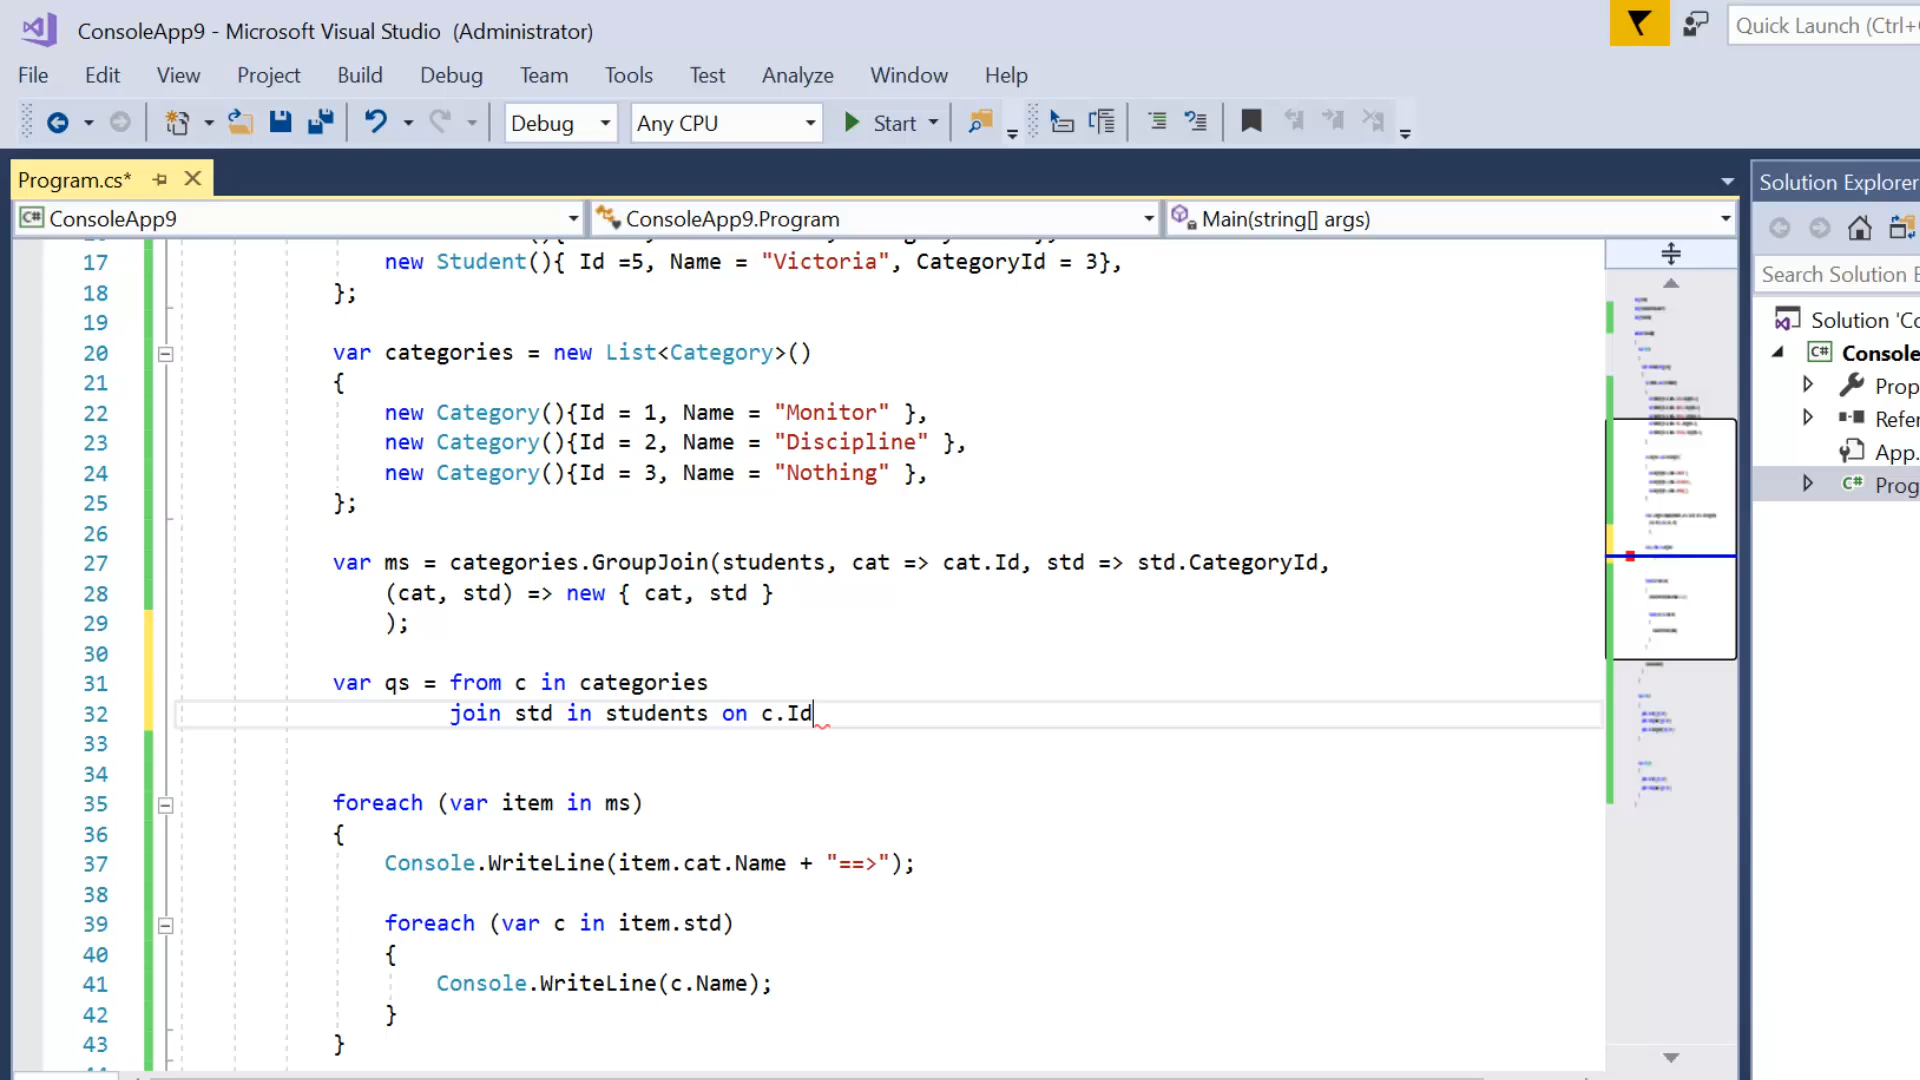 ConsoleApp9 - Microsoft Visual Studio (Administrator)
Quick Launch (Ctrl+
File Edit View Project Build Debug Team Tools Test Analyze Window Help
Debug Any CPU Start
Program.cs*
Solution Explorer
ConsoleApp9 ConsoleApp9.Program Main(string[] args)
Search Solution E
Solution 'Co
Console
Prop
Refer
App.
Prog
17 new Student(){ Id =5, Name = "Victoria", CategoryId = 3},
18 };
19
20 var categories = new List<Category>()
21 {
22 new Category(){Id = 1, Name = "Monitor" },
23 new Category(){Id = 2, Name = "Discipline" },
24 new Category(){Id = 3, Name = "Nothing" },
25 };
26
27 var ms = categories.GroupJoin(students, cat => cat.Id, std => std.CategoryId,
28 (cat, std) => new { cat, std }
29 );
30
31 var qs = from c in categories
32 join std in students on c.Id
33
34
35 foreach (var item in ms)
36 {
37 Console.WriteLine(item.cat.Name + "==>");
38
39 foreach (var c in item.std)
40 {
41 Console.WriteLine(c.Name);
42 }
43 }